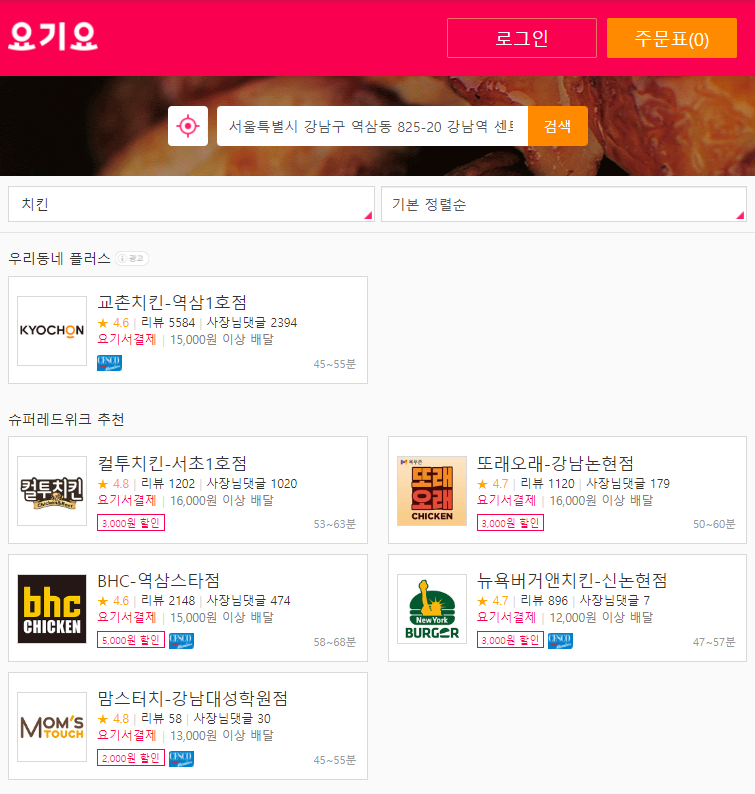 요기요
로그인
주문표(0)
서울특별시 강남구 역삼동 825-20 강남역 센트
검색
치킨
기본 정렬순
우리동네 플러스 ⓘ 광고
KYOCHON
교촌치킨-역삼1호점
★ 4.6 | 리뷰 5584 | 사장님댓글 2394
요기서결제 | 15,000원 이상 배달
CESCO
45~55분
슈퍼레드위크 추천
컬투치킨
컬투치킨-서초1호점
★ 4.8 | 리뷰 1202 | 사장님댓글 1020
요기서결제 | 16,000원 이상 배달
3,000원 할인
53~63분
또래
오래
CHICKEN
또래오래-강남논현점
★ 4.7 | 리뷰 1120 | 사장님댓글 179
요기서결제 | 16,000원 이상 배달
3,000원 할인
50~60분
bhc
CHICKEN
BHC-역삼스타점
★ 4.6 | 리뷰 2148 | 사장님댓글 474
요기서결제 | 15,000원 이상 배달
5,000원 할인
CESCO
58~68분
NewYork
BURGER
뉴욕버거앤치킨-신논현점
★ 4.7 | 리뷰 896 | 사장님댓글 7
요기서결제 | 12,000원 이상 배달
3,000원 할인
CESCO
47~57분
MOM'S
TOUCH
맘스터치-강남대성학원점
★ 4.8 | 리뷰 58 | 사장님댓글 30
요기서결제 | 13,000원 이상 배달
2,000원 할인
CESCO
45~55분